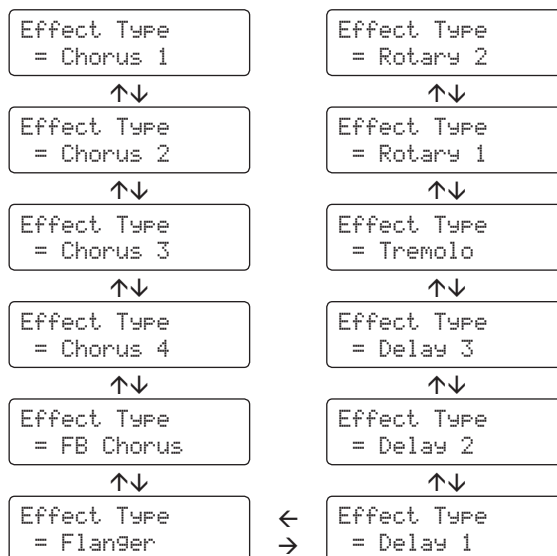 Effect Type
= Chorus 1
↑↓
Effect Type
= Chorus 2
↑↓
Effect Type
= Chorus 3
↑↓
Effect Type
= Chorus 4
↑↓
Effect Type
= FB Chorus
↑↓
Effect Type
= Flanger
←
→
Effect Type
= Rotary 2
↑↓
Effect Type
= Rotary 1
↑↓
Effect Type
= Tremolo
↑↓
Effect Type
= Delay 3
↑↓
Effect Type
= Delay 2
↑↓
Effect Type
= Delay 1